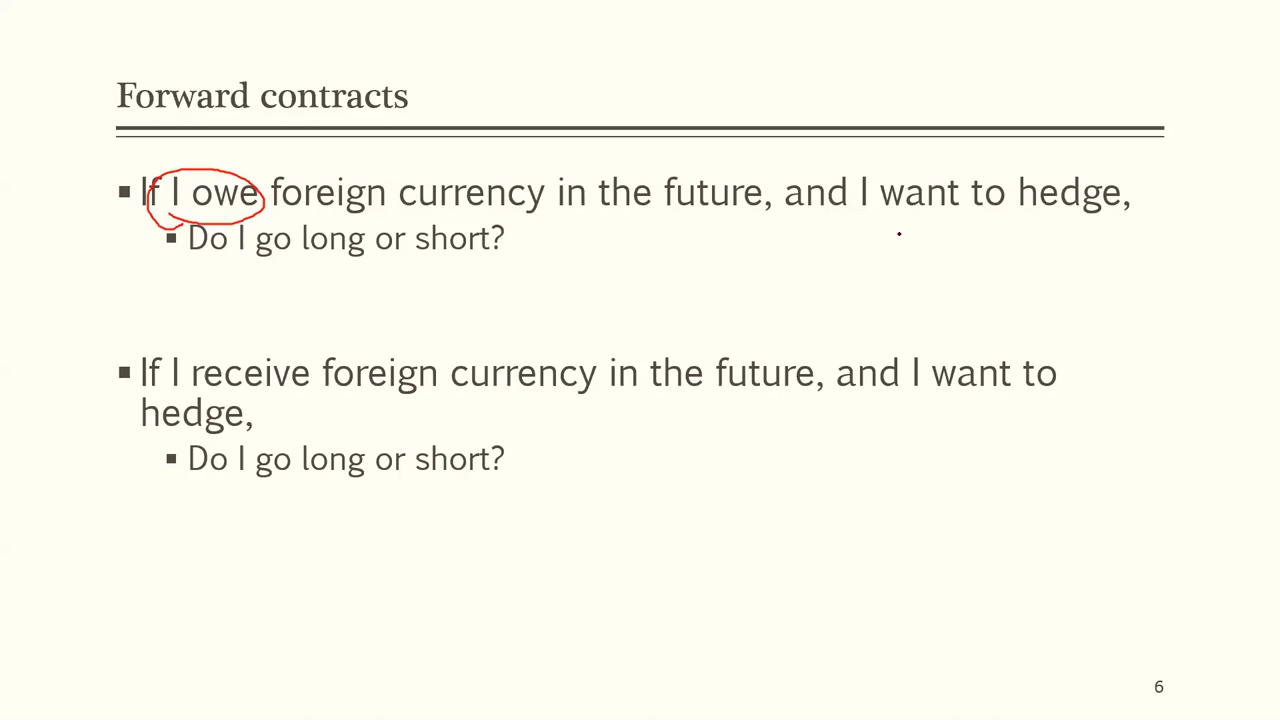 Forward contracts
▪ If I owe foreign currency in the future, and I want to hedge,
▪ Do I go long or short?
▪ If I receive foreign currency in the future, and I want to
hedge,
▪ Do I go long or short?
6